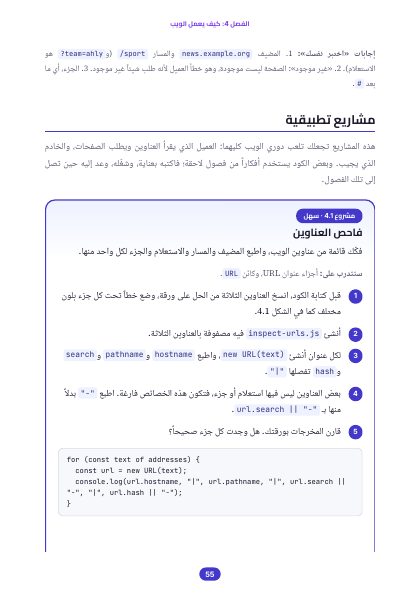 الفصل 4: كيف يعمل الويب
إجابات «اختبر نفسك»: 1. المضيف news.example.org والمسار /sport (و ?team=ahly هو
الاستعلام). 2. «غير موجود»: الصفحة ليست موجودة، وهو خطأ العميل لأنه طلب شيئاً غير موجود. 3. الجزء، أي ما
بعد #.
مشاريع تطبيقية
هذه المشاريع تجعلك تلعب دوري الويب كليهما: العميل الذي يقرأ العناوين ويطلب الصفحات، والخادم
الذي يجيب. وبعض الكود يستخدم أفكاراً من فصول لاحقة؛ فاكتبه بعناية، وشغّله، وعد إليه حين تصل
إلى تلك الفصول.
مشروع 4.1 · سهل
فاحص العناوين
فكّك قائمة من عناوين الويب، واطبع المضيف والمسار والاستعلام والجزء لكل واحد منها.
ستتدرب على: أجزاء عنوان URL، وكائن URL.
1 قبل كتابة الكود، انسخ العناوين الثلاثة من الحل على ورقة، وضع خطاً تحت كل جزء بلون
مختلف كما في الشكل 4.1.
2 أنشئ inspect-urls.js فيه مصفوفة بالعناوين الثلاثة.
3 لكل عنوان أنشئ new URL(text)، واطبع hostname و pathname و search
و hash تفصلها "|".
4 بعض العناوين ليس فيها استعلام أو جزء، فتكون هذه الخصائص فارغة. اطبع "-" بدلاً
منها بـ url.search || "-".
5 قارن المخرجات بورقتك. هل وجدت كل جزء صحيحاً؟
for (const text of addresses) {
const url = new URL(text);
console.log(url.hostname, "|", url.pathname, "|", url.search ||
"-", "|", url.hash || "-");
}
55